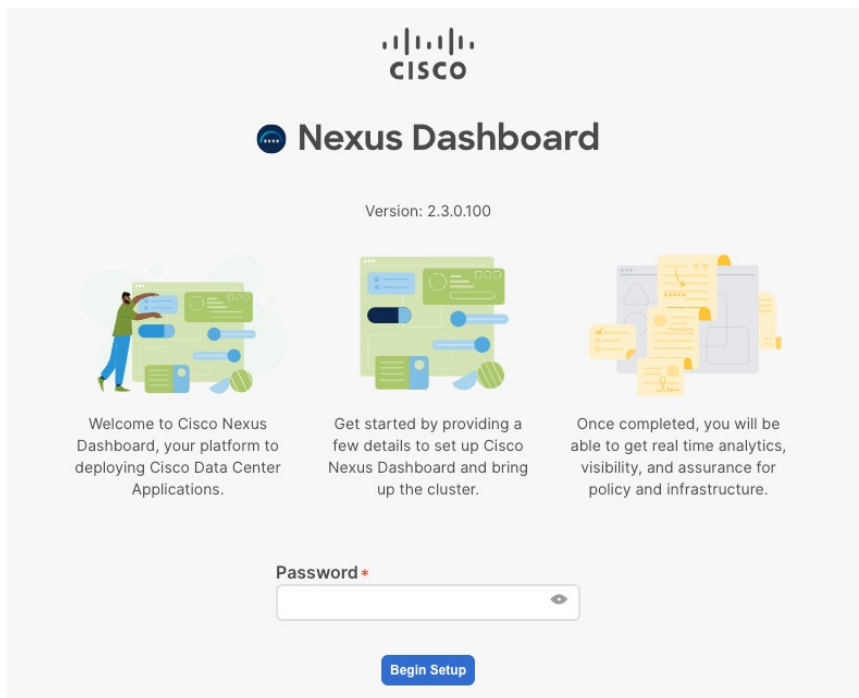 CISCO
Nexus Dashboard
Version: 2.3.0.100
Welcome to Cisco Nexus
Dashboard, your platform to
deploying Cisco Data Center
Applications.
Get started by providing a
few details to set up Cisco
Nexus Dashboard and bring
up the cluster.
Once completed, you will be
able to get real time analytics,
visibility, and assurance for
policy and infrastructure.
Password *
Begin Setup